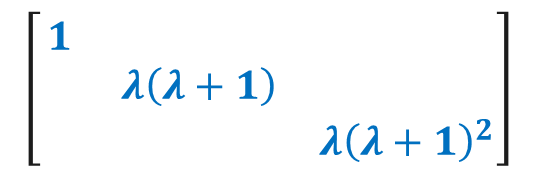 1
λ(λ + 1)
λ(λ + 1)²